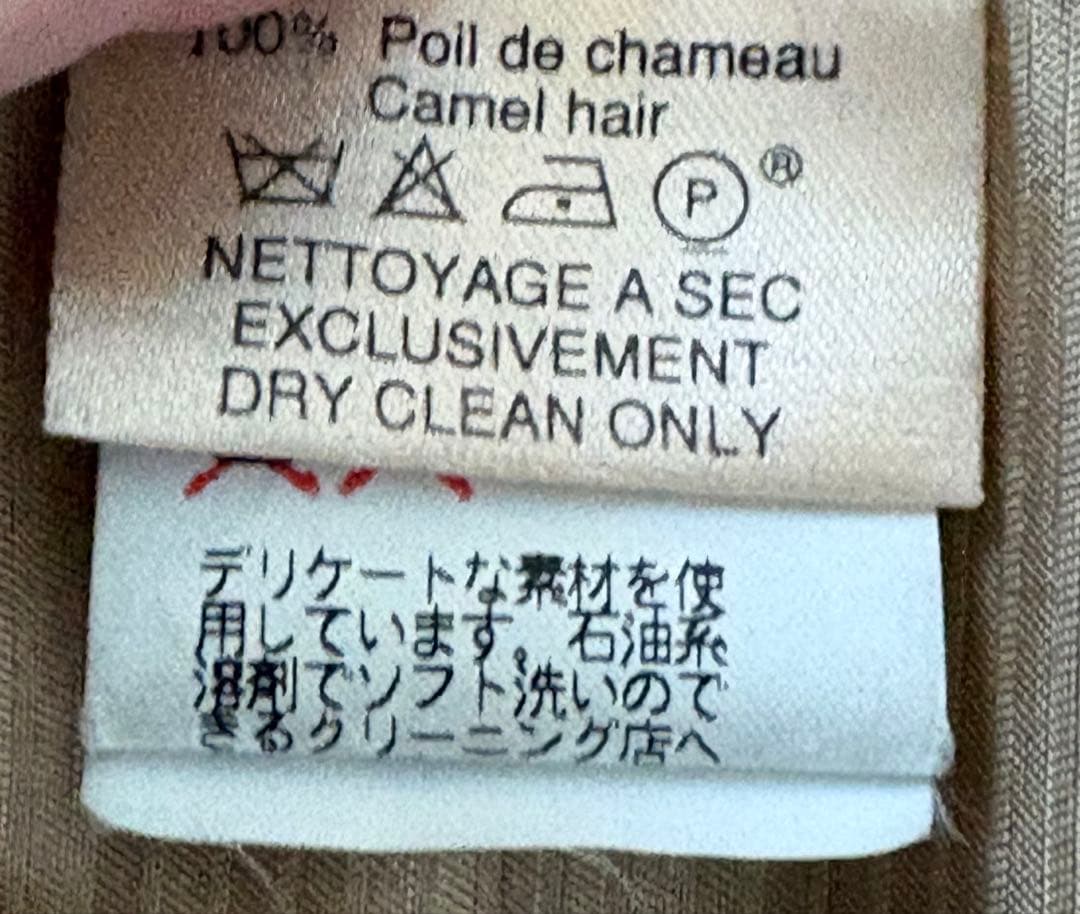 100% Poil de chameau
Camel hair
P ®
NETTOYAGE A SEC
EXCLUSIVEMENT
DRY CLEAN ONLY
デリケートな素材を使
用しています。石油系
溶剤でソフト洗いので
きるクリーニング店へ